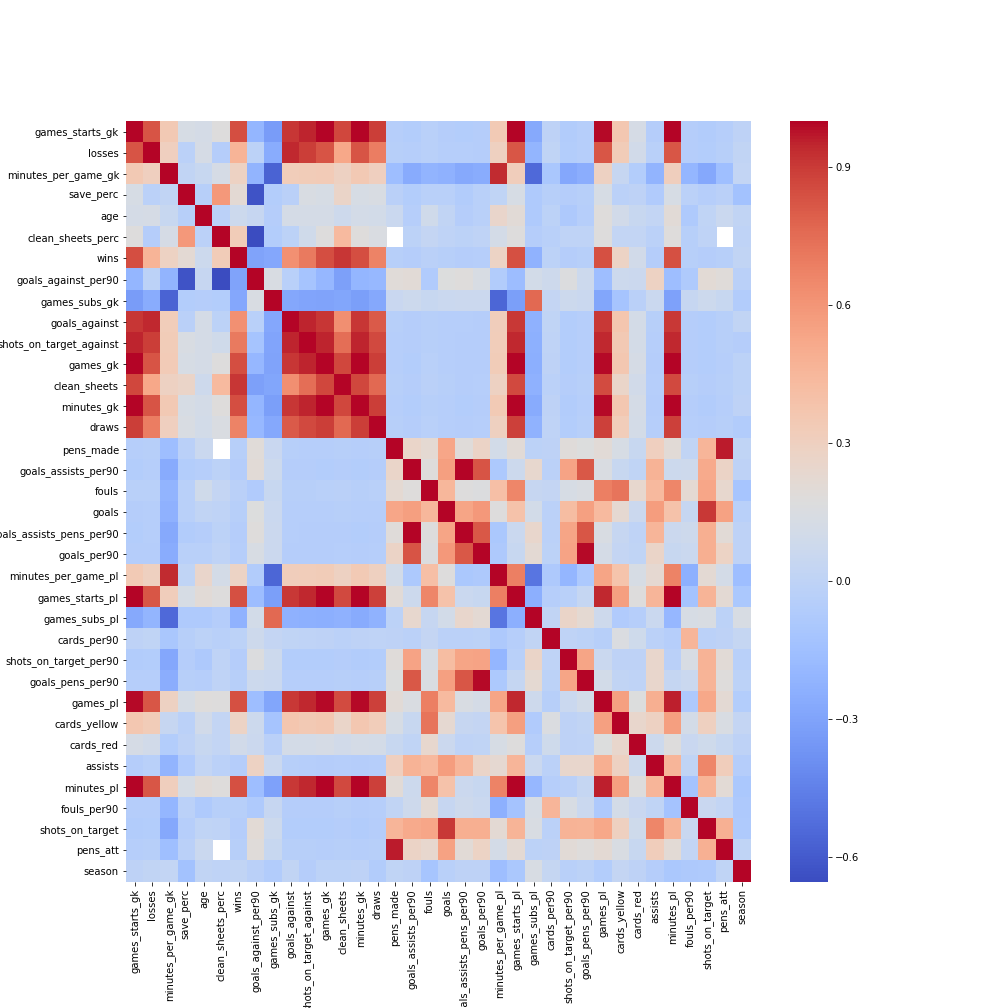 games_starts_gk
losses
minutes_per_game_gk
save_perc
age
clean_sheets_perc
wins
goals_against_per90
games_subs_gk
goals_against
shots_on_target_against
games_gk
clean_sheets
minutes_gk
draws
pens_made
goals_assists_per90
fouls
goals
oals_assists_pens_per90
goals_per90
minutes_per_game_pl
games_starts_pl
games_subs_pl
cards_per90
shots_on_target_per90
goals_pens_per90
games_pl
cards_yellow
cards_red
assists
minutes_pl
fouls_per90
shots_on_target
pens_att
season
games_starts_gk
losses
minutes_per_game_gk
save_perc
age
clean_sheets_perc
wins
goals_against_per90
games_subs_gk
goals_against
hots_on_target_against
games_gk
clean_sheets
minutes_gk
draws
pens_made
goals_assists_per90
fouls
goals
als_assists_pens_per90
goals_per90
minutes_per_game_pl
games_starts_pl
games_subs_pl
cards_per90
shots_on_target_per90
goals_pens_per90
games_pl
cards_yellow
cards_red
assists
minutes_pl
fouls_per90
shots_on_target
pens_att
season
0.9
0.6
0.3
0.0
−0.3
−0.6